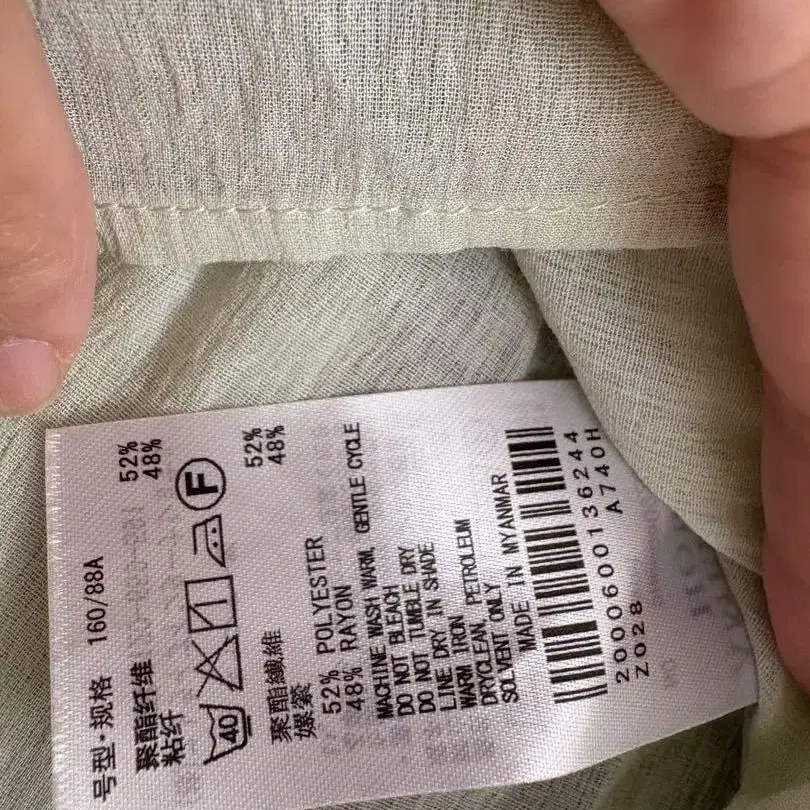 号型·规格 160/88A
聚酯纤维 52%
粘纤 48%
40 F
聚酯纖維 52%
嫘縈 48%
52% POLYESTER
48% RAYON
MACHINE WASH WARM, GENTLE CYCLE
DO NOT BLEACH
DO NOT TUMBLE DRY
LINE DRY IN SHADE
WARM IRON PETROLEUM
DRYCLEAN,
SOLVENT ONLY
MADE IN MYANMAR
2000600136244
Z028 A740H